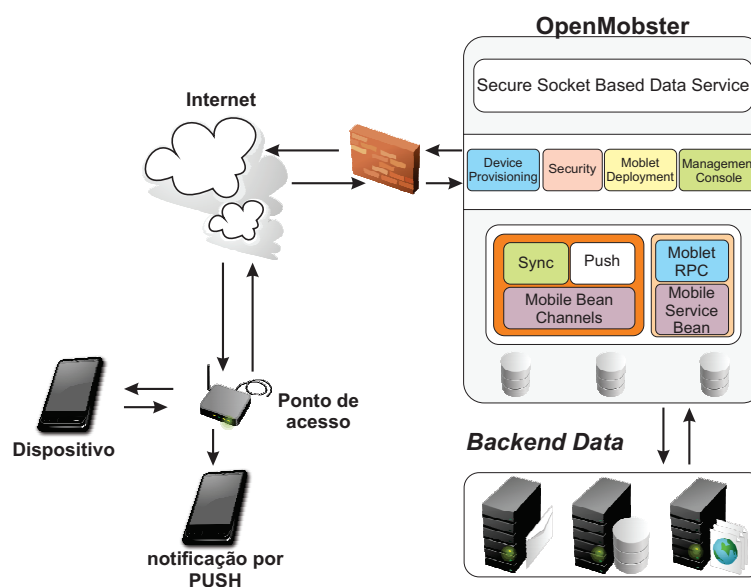 OpenMobster
Secure Socket Based Data Service
Internet
Device
Provisioning
Security
Moblet
Deployment
Management
Console
Sync
Push
Mobile Bean
Channels
Moblet
RPC
Mobile
Service
Bean
Ponto de
acesso
Dispositivo
Backend Data
notificação por
PUSH